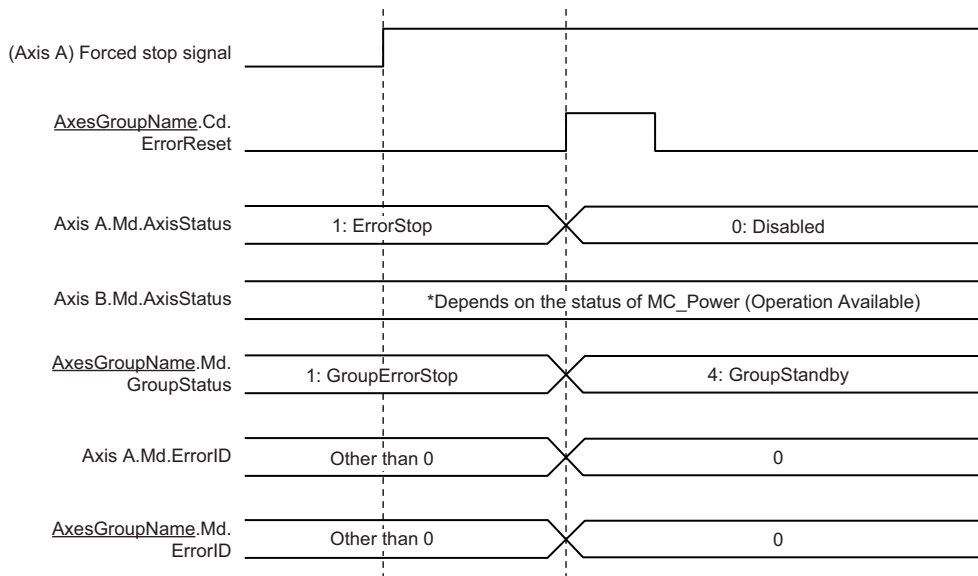 (Axis A) Forced stop signal
AxesGroupName.Cd.
ErrorReset
Axis A.Md.AxisStatus
1: ErrorStop
0: Disabled
Axis B.Md.AxisStatus
*Depends on the status of MC_Power (Operation Available)
AxesGroupName.Md.
GroupStatus
1: GroupErrorStop
4: GroupStandby
Axis A.Md.ErrorID
Other than 0
0
AxesGroupName.Md.
ErrorID
Other than 0
0